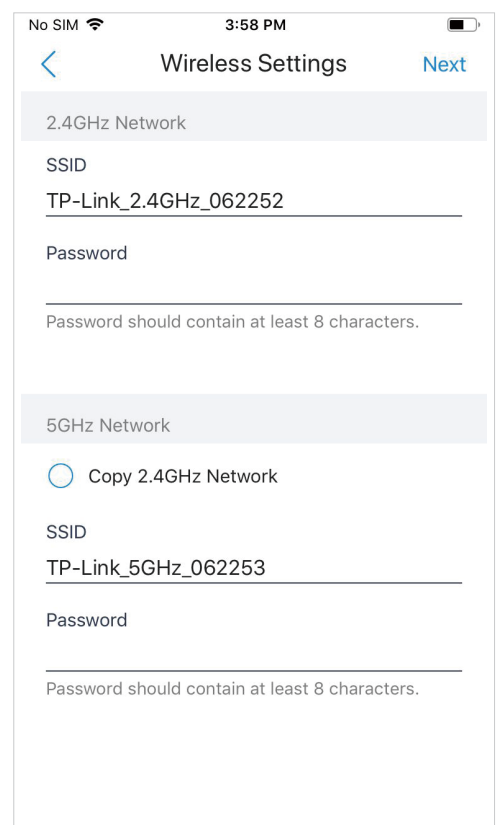 No SIM 3:58 PM
Wireless Settings Next
2.4GHz Network
SSID
TP-Link_2.4GHz_062252
Password
Password should contain at least 8 characters.
5GHz Network
Copy 2.4GHz Network
SSID
TP-Link_5GHz_062253
Password
Password should contain at least 8 characters.